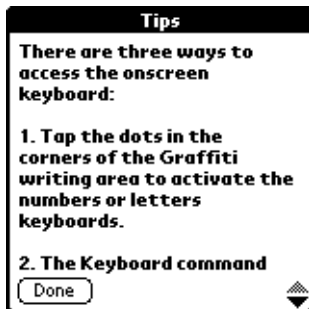 Tips
There are three ways to
access the onscreen
keyboard:
1. Tap the dots in the
corners of the Graffiti
writing area to activate the
numbers or letters
keyboards.
2. The Keyboard command
Done